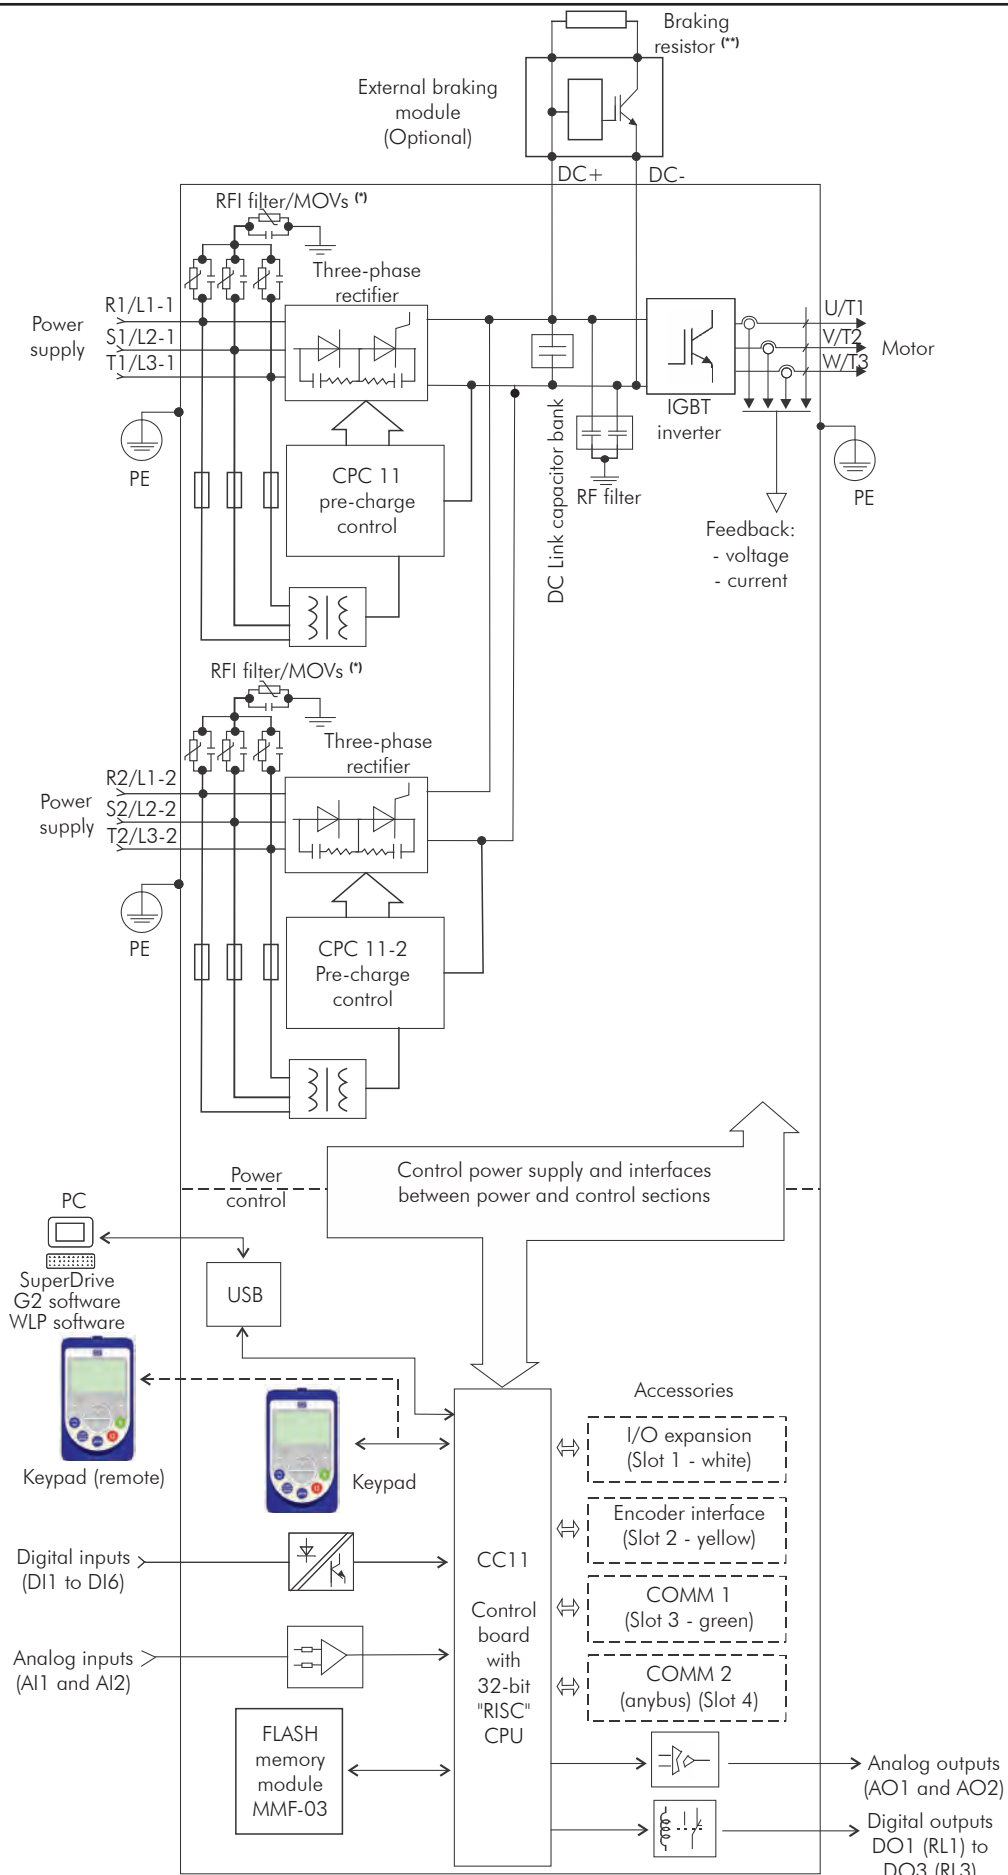 Braking
resistor (**)
External braking
module
(Optional)
DC+
DC-
RFI filter/MOVs (*)
Three-phase
rectifier
R1/L1-1
S1/L2-1
T1/L3-1
Power
supply
U/T1
V/T2
W/T3
Motor
IGBT
inverter
PE
CPC 11
pre-charge
control
DC Link capacitor bank
RF filter
PE
Feedback:
- voltage
- current
RFI filter/MOVs (*)
Three-phase
rectifier
R2/L1-2
S2/L2-2
T2/L3-2
Power
supply
PE
CPC 11-2
Pre-charge
control
Power
control
Control power supply and interfaces
between power and control sections
PC
SuperDrive
G2 software
WLP software
USB
Keypad (remote)
Keypad
Accessories
I/O expansion
(Slot 1 - white)
Encoder interface
(Slot 2 - yellow)
COMM 1
(Slot 3 - green)
COMM 2
(anybus) (Slot 4)
Digital inputs
(DI1 to DI6)
Analog inputs
(AI1 and AI2)
CC11
Control
board
with
32-bit
"RISC"
CPU
FLASH
memory
module
MMF-03
Analog outputs
(AO1 and AO2)
Digital outputs
DO1 (RL1) to
DO3 (RL3)